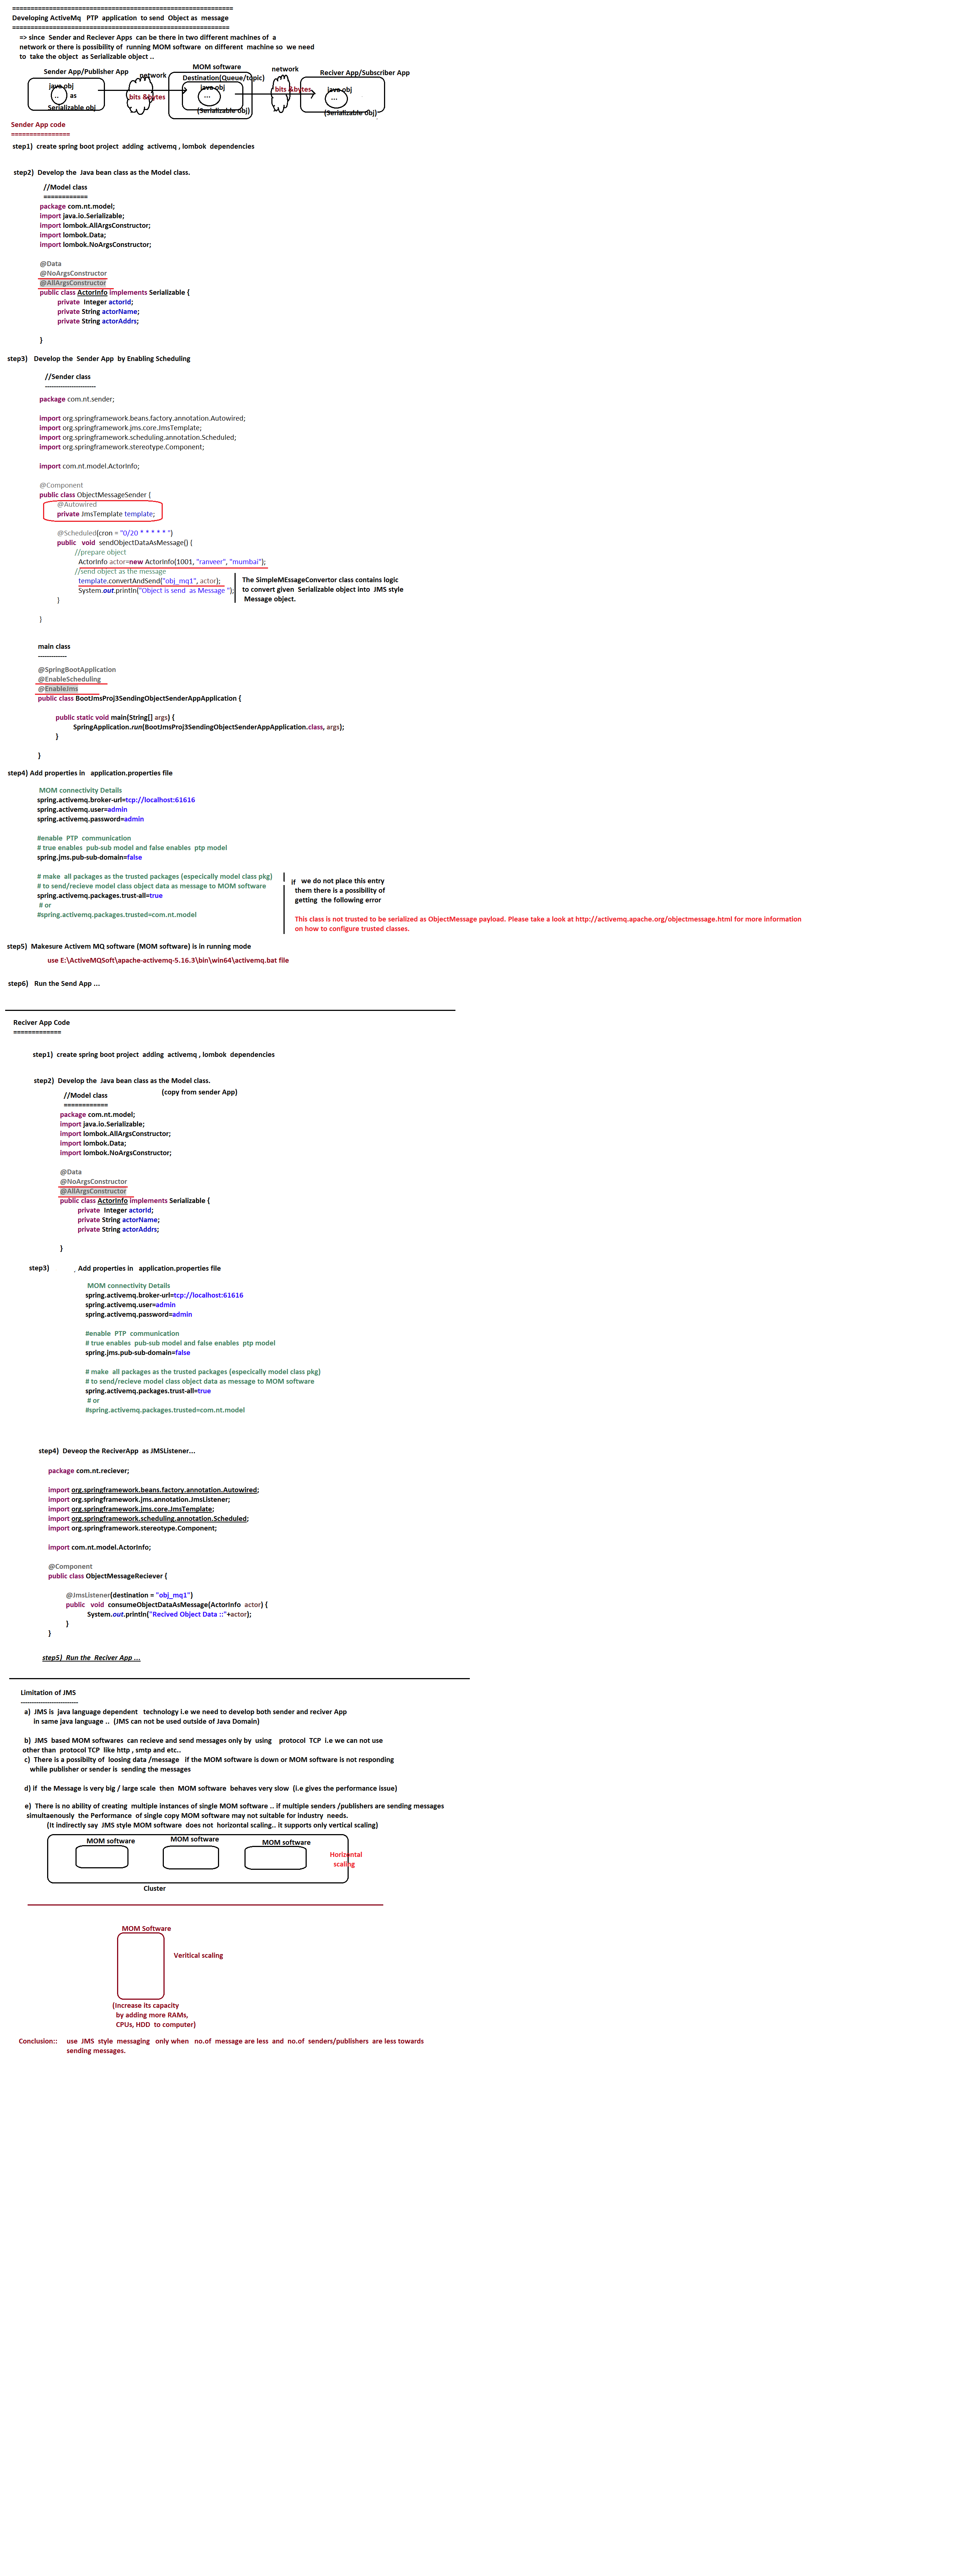 ============================================================
Developing ActiveMq   PTP  application  to send  Object as  message
===========================================================
=> since  Sender and Reciever Apps  can be there in two different machines of  a
network or there is possibility of  running MOM software  on different  machine so  we need
to  take the object  as Serializable object ..
MOM software
Sender App/Publisher App
network
network
Destination(Queue/topic)
Reciver App/Subscriber App
java obj
java obj
java obj
..
as
bits &bytes
...
bits &bytes
...
Serializable obj
(Serializable obj)
(Serializable obj)
Sender App code
================
step1)  create spring boot project  adding  activemq , lombok  dependencies
step2)  Develop the  Java bean class as the Model class.
//Model class
============
package com.nt.model;
import java.io.Serializable;
import lombok.AllArgsConstructor;
import lombok.Data;
import lombok.NoArgsConstructor;
@Data
@NoArgsConstructor
@AllArgsConstructor
public class ActorInfo implements Serializable {
private  Integer actorId;
private String actorName;
private String actorAddrs;
}
step3)   Develop the  Sender App  by Enabling Scheduling
//Sender class
-----------------------
package com.nt.sender;
import org.springframework.beans.factory.annotation.Autowired;
import org.springframework.jms.core.JmsTemplate;
import org.springframework.scheduling.annotation.Scheduled;
import org.springframework.stereotype.Component;
import com.nt.model.ActorInfo;
@Component
public class ObjectMessageSender {
@Autowired
private JmsTemplate template;
@Scheduled(cron = "0/20 * * * * * ")
public   void  sendObjectDataAsMessage() {
//prepare object
ActorInfo actor=new ActorInfo(1001, "ranveer", "mumbai");
//send object as the message
template.convertAndSend("obj_mq1", actor);
System.out.println("Object is send  as Message ");
}
}
The SimpleMEssageConvertor class contains logic
to convert given  Serializable object into  JMS style
Message object.
main class
-------------
@SpringBootApplication
@EnableScheduling
@EnableJms
public class BootJmsProj3SendingObjectSenderAppApplication {
public static void main(String[] args) {
SpringApplication.run(BootJmsProj3SendingObjectSenderAppApplication.class, args);
}
}
step4) Add properties in   application.properties file
MOM connectivity Details
spring.activemq.broker-url=tcp://localhost:61616
spring.activemq.user=admin
spring.activemq.password=admin
#enable  PTP  communication
# true enables  pub-sub model and false enables  ptp model
spring.jms.pub-sub-domain=false
# make  all packages as the trusted packages (especically model class pkg)
# to send/recieve model class object data as message to MOM software
spring.activemq.packages.trust-all=true
# or
#spring.activemq.packages.trusted=com.nt.model
if   we do not place this entry
them there is a possibility of
getting  the following error
This class is not trusted to be serialized as ObjectMessage payload. Please take a look at http://activemq.apache.org/objectmessage.html for more information
on how to configure trusted classes.
step5)  Makesure Activem MQ software (MOM software) is in running mode
use E:\ActiveMQSoft\apache-activemq-5.16.3\bin\win64\activemq.bat file
step6)   Run the Send App ...
Reciver App Code
=============
step1)  create spring boot project  adding  activemq , lombok  dependencies
step2)  Develop the  Java bean class as the Model class.
(copy from sender App)
//Model class
============
package com.nt.model;
import java.io.Serializable;
import lombok.AllArgsConstructor;
import lombok.Data;
import lombok.NoArgsConstructor;
@Data
@NoArgsConstructor
@AllArgsConstructor
public class ActorInfo implements Serializable {
private  Integer actorId;
private String actorName;
private String actorAddrs;
}
step3)             , Add properties in   application.properties file
MOM connectivity Details
spring.activemq.broker-url=tcp://localhost:61616
spring.activemq.user=admin
spring.activemq.password=admin
#enable  PTP  communication
# true enables  pub-sub model and false enables  ptp model
spring.jms.pub-sub-domain=false
# make  all packages as the trusted packages (especically model class pkg)
# to send/recieve model class object data as message to MOM software
spring.activemq.packages.trust-all=true
# or
#spring.activemq.packages.trusted=com.nt.model
step4)  Deveop the ReciverApp  as JMSListener...
package com.nt.reciever;
import org.springframework.beans.factory.annotation.Autowired;
import org.springframework.jms.annotation.JmsListener;
import org.springframework.jms.core.JmsTemplate;
import org.springframework.scheduling.annotation.Scheduled;
import org.springframework.stereotype.Component;
import com.nt.model.ActorInfo;
@Component
public class ObjectMessageReciever {
@JmsListener(destination = "obj_mq1")
public   void  consumeObjectDataAsMessage(ActorInfo  actor) {
System.out.println("Recived Object Data ::"+actor);
}
}
step5)  Run the  Reciver App ...
Limitation of JMS
--------------------------
a)  JMS is  java language dependent   technology i.e we need to develop both sender and reciver App
in same java language ..  (JMS can not be used outside of Java Domain)
b)  JMS  based MOM softwares  can recieve and send messages only by  using    protocol  TCP  i.e we can not use
other than  protocol TCP  like http , smtp and etc..
c)  There is a possibilty of  loosing data /message   if the MOM software is down or MOM software is not responding
while publisher or sender is  sending the messages
d) if  the Message is very big / large scale  then  MOM software  behaves very slow  (i.e gives the performance issue)
e)  There is no ability of creating  multiple instances of single MOM software .. if multiple senders /publishers are sending messages
simultaenously  the Performance  of single copy MOM software may not suitable for industry  needs.
(It indirectly say  JMS style MOM software  does not  horizontal scaling.. it supports only vertical scaling)
MOM software
MOM software
MOM software
Horizontal
scaling
Cluster
MOM Software
Veritical scaling
(Increase its capacity
by adding more RAMs,
CPUs, HDD  to computer)
Conclusion::     use  JMS  style  messaging   only when   no.of  message are less  and  no.of  senders/publishers  are less towards
sending messages.